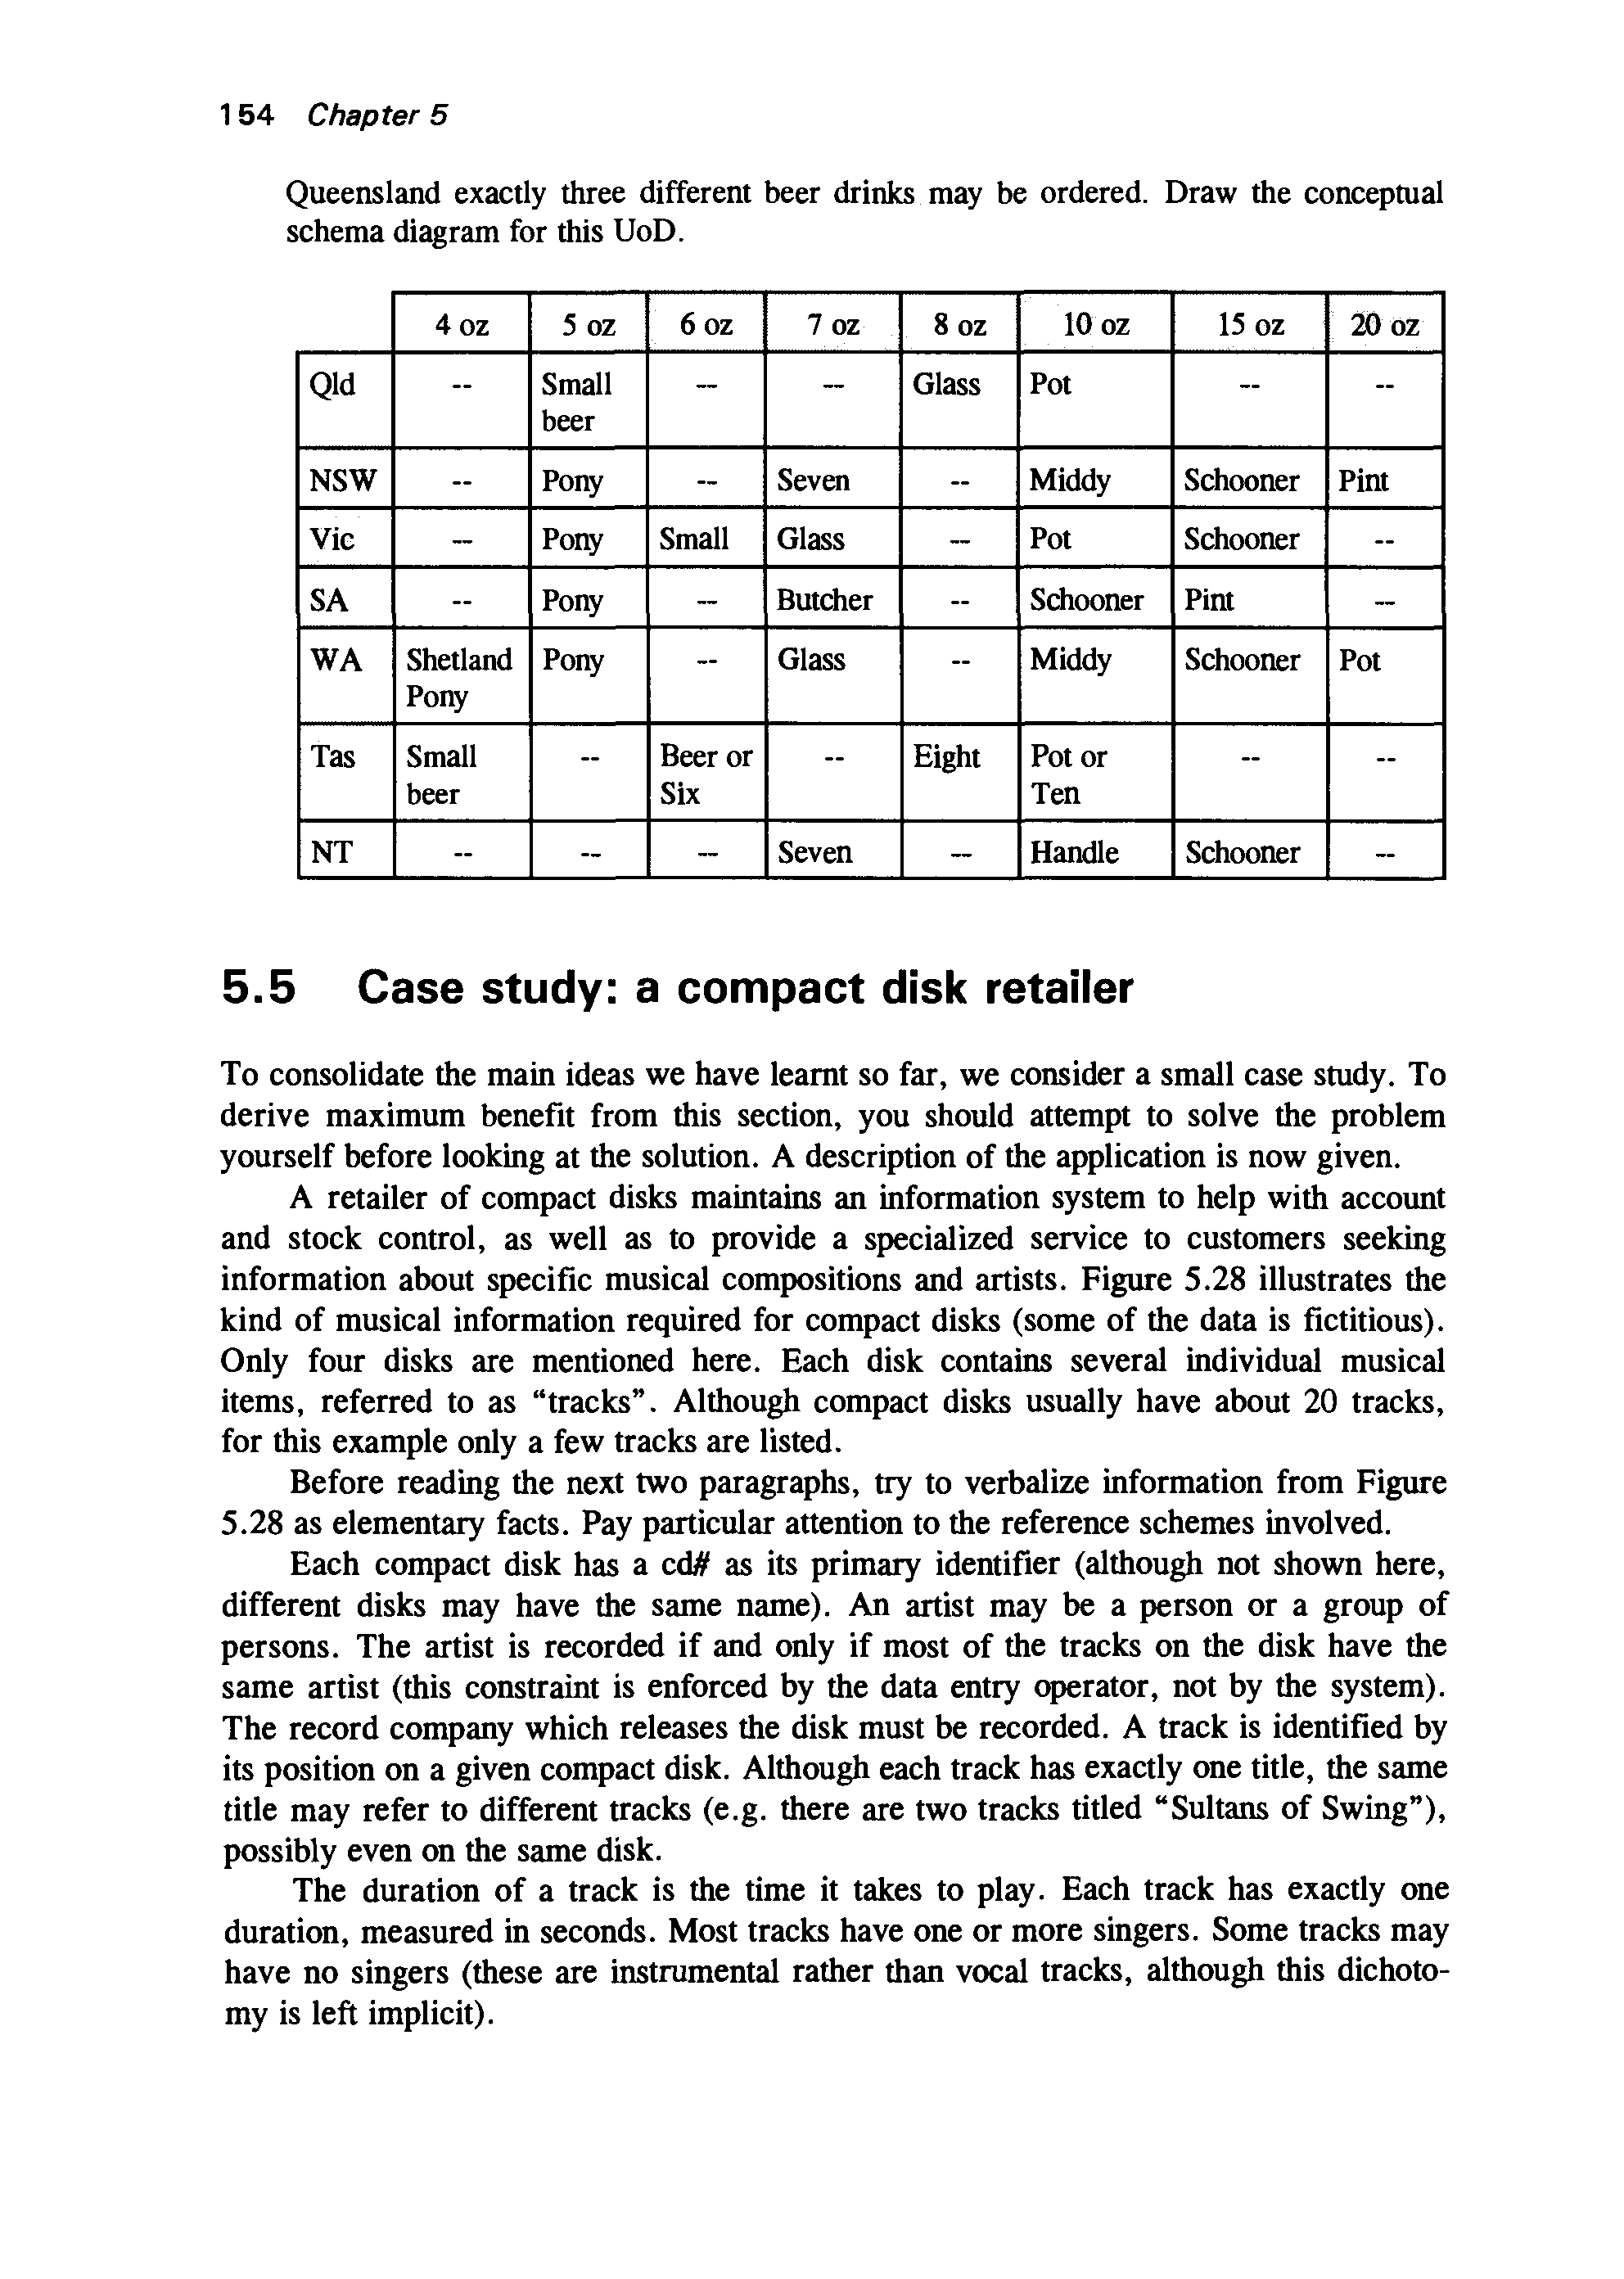 154 Chapter 5
Queensland exactly three different beer drinks may be ordered. Draw the conceptual
schema diagram for this UoD.
4 oz 5 oz 6 oz 7 oz 8 oz 10 oz 15 oz 20 oz
Qld -- Small beer -- -- Glass Pot -- --
NSW -- Pony -- Seven -- Middy Schooner Pint
Vic -- Pony Small Glass -- Pot Schooner --
SA -- Pony -- Butcher -- Schooner Pint --
WA Shetland Pony Pony -- Glass -- Middy Schooner Pot
Tas Small beer -- Beer or Six -- Eight Pot or Ten -- --
NT -- -- -- Seven -- Handle Schooner --
5.5 Case study: a compact disk retailer
To consolidate the main ideas we have learnt so far, we consider a small case study. To
derive maximum benefit from this section, you should attempt to solve the problem
yourself before looking at the solution. A description of the application is now given.
A retailer of compact disks maintains an information system to help with account
and stock control, as well as to provide a specialized service to customers seeking
information about specific musical compositions and artists. Figure 5.28 illustrates the
kind of musical information required for compact disks (some of the data is fictitious).
Only four disks are mentioned here. Each disk contains several individual musical
items, referred to as “tracks”. Although compact disks usually have about 20 tracks,
for this example only a few tracks are listed.
Before reading the next two paragraphs, try to verbalize information from Figure
5.28 as elementary facts. Pay particular attention to the reference schemes involved.
Each compact disk has a cd# as its primary identifier (although not shown here,
different disks may have the same name). An artist may be a person or a group of
persons. The artist is recorded if and only if most of the tracks on the disk have the
same artist (this constraint is enforced by the data entry operator, not by the system).
The record company which releases the disk must be recorded. A track is identified by
its position on a given compact disk. Although each track has exactly one title, the same
title may refer to different tracks (e.g. there are two tracks titled “Sultans of Swing”),
possibly even on the same disk.
The duration of a track is the time it takes to play. Each track has exactly one
duration, measured in seconds. Most tracks have one or more singers. Some tracks may
have no singers (these are instrumental rather than vocal tracks, although this dichoto-
my is left implicit).